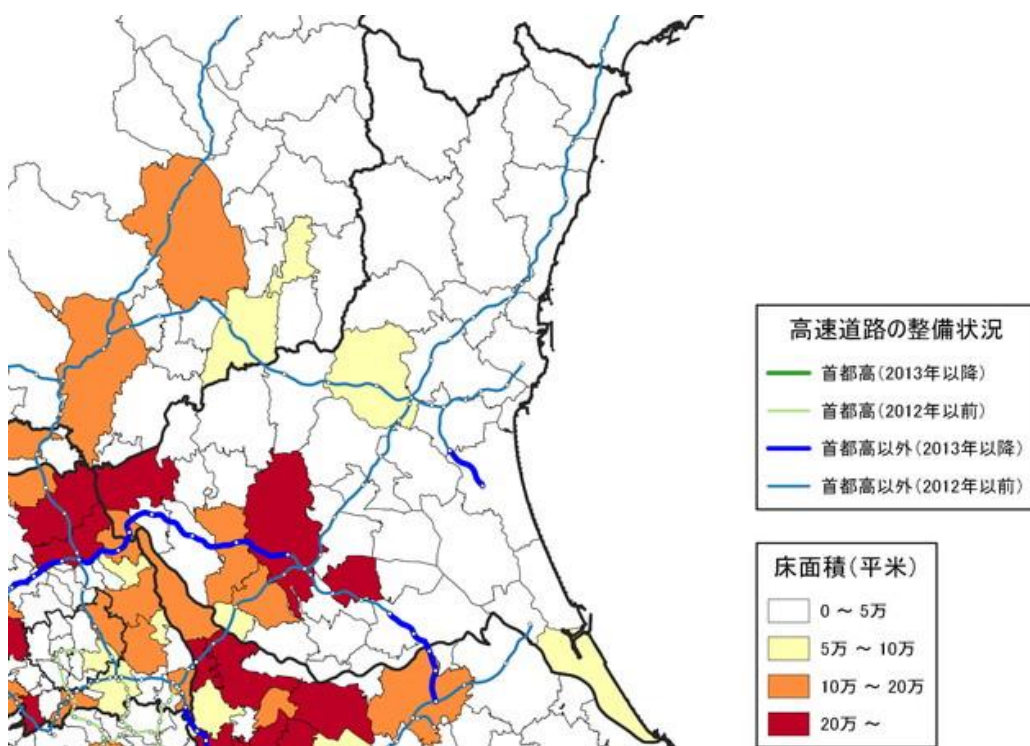 高速道路の整備状況
首都高(2013年以降)
首都高(2012年以前)
首都高以外(2013年以降)
首都高以外(2012年以前)
床面積(平米)
0 ~ 5万
5万 ~ 10万
10万 ~ 20万
20万 ~